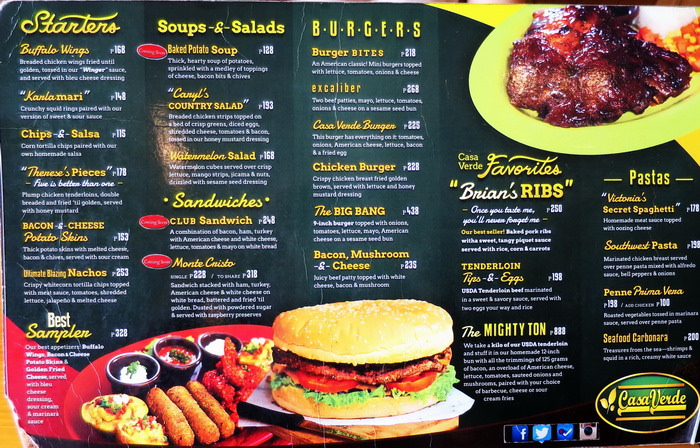 Starters
Buffalo Wings ₱168
Breaded chicken wings fried until
golden, tossed in our "Winger" sauce,
and served with bleu cheese dressing
"Karlamari" ₱148
Crunchy squid rings paired with our
version of sweet & sour sauce
Chips -&- Salsa ₱115
Corn tortilla chips paired with our
own homemade salsa
"Therese's Pieces" ₱178
— Five is better than one —
Plump chicken tenderloins, double
breaded and fried 'til golden, served
with honey mustard
BACON -&- CHEESE
Potato Skins ₱153
Thick potato skins with melted cheese,
bacon & chives, served with sour cream
Ultimate Blazing Nachos ₱253
Crispy whitecorn tortilla chips topped
with meat sauce, tomatoes, shredded
lettuce, jalapeño & melted cheese
Best
Sampler ₱328
Our best appetizers! Buffalo
Wings, Bacon & Cheese
Potato Skins &
Golden Fried
Cheese, served
with bleu
cheese
dressing,
sour cream
& marinara
sauce
Soups -&- Salads
Coming Soon
Baked Potato Soup ₱128
Thick, hearty soup of potatoes,
sprinkled with a medley of toppings
of cheese, bacon bits & chives
"Caryl's
COUNTRY SALAD" ₱193
Breaded chicken strips topped on
a bed of crisp greens, diced eggs,
shredded cheese, tomatoes & bacon,
tossed in our honey mustard dressing
Watermelon Salad ₱168
Watermelon cubes served over crisp
lettuce, mango strips, jicama & nuts,
drizzled with sesame seed dressing
• Sandwiches •
Coming Soon
CLUB Sandwich ₱248
A combination of bacon, ham, turkey
with American cheese and white cheese,
lettuce, tomatoes & mayo on white bread
Coming Soon
Monte Cristo
SINGLE ₱228 / TO SHARE ₱318
Sandwich stacked with ham, turkey,
American cheese & white cheese on
white bread, battered and fried 'til
golden. Dusted with powdered sugar
& served with raspberry preserves
B·U·R·G·E·R·S
Burger BITES ₱218
An American classic! Mini burgers topped
with lettuce, tomatoes, onions & cheese
excaliber ₱268
Two beef patties, mayo, lettuce, tomatoes,
onions & cheese on a sesame seed bun
Casa Verde Burger ₱225
This burger has everything on it: tomatoes,
onions, American cheese, lettuce, bacon
& a fried egg
Chicken Burger ₱228
Crispy chicken breast fried golden
brown, served with lettuce and honey
mustard dressing
The BIG BANG ₱438
9-inch burger topped with onions,
tomatoes, lettuce, mayo, American
cheese on a sesame seed bun
Bacon, Mushroom
-&- Cheese ₱235
Juicy beef patty topped with white
cheese, bacon & mushroom
Casa
Verde Favorites
"Brian's RIBS"
— Once you taste me, ₱250
you'll never forget me —
Our best seller! Baked pork ribs
with a sweet, tangy piquet sauce
served with rice, corn & carrots
TENDERLOIN
Tips -&- Eggs ₱198
USDA Tenderloin beef marinated
in a sweet & savory sauce, served with
two eggs your way and rice
The MIGHTY TON ₱888
We take a kilo of our USDA tenderloin
and stuff it in our homemade 12-inch
bun with all the trimmings of 125 grams
of bacon, an overload of American cheese,
lettuce, tomatoes, sauteed onions and
mushrooms, paired with your choice
of barbecue, cheese or sour
cream fries
— Pastas —
"Victoria's
Secret Spaghetti" ₱178
Homemade meat sauce topped
with oozing cheese
Southwest Pasta ₱198
Marinated chicken breast served
over penne pasta mixed with alfredo
sauce, bell peppers & onions
Penne Primavera
₱198 / ADD CHICKEN ₱100
Roasted vegetables tossed in marinara
sauce, served over penne pasta
Seafood Carbonara ₱200
Treasures from the sea—shrimps &
squid in a rich, creamy white sauce
CasaVerde